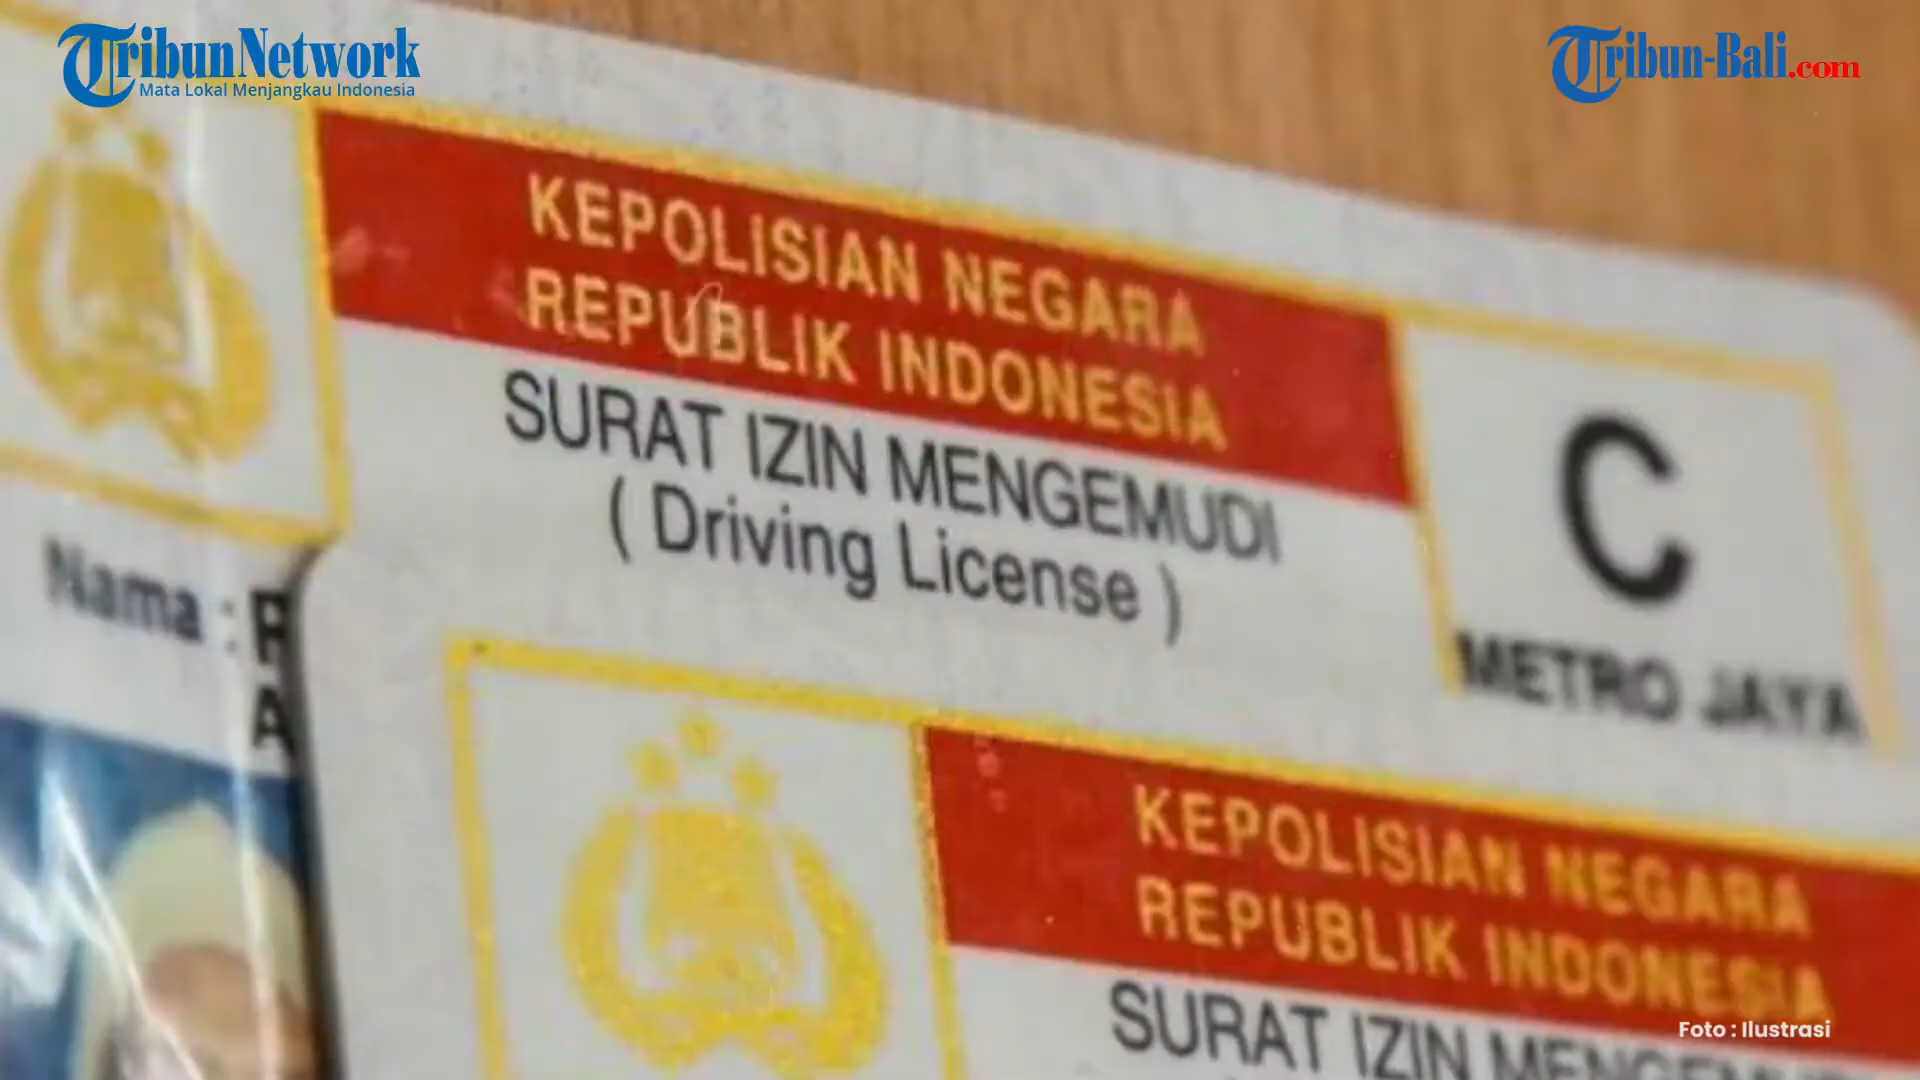 TribunNetwork
Mata Lokal Menjangkau Indonesia
Tribun-Bali.com
KEPOLISIAN NEGARA
REPUBLIK INDONESIA
SURAT IZIN MENGEMUDI
( Driving License )
C
METRO JAYA
Nama :
KEPOLISIAN NEGARA
REPUBLIK INDONESIA
SURAT IZIN MENGEMUDI
Foto : Ilustrasi